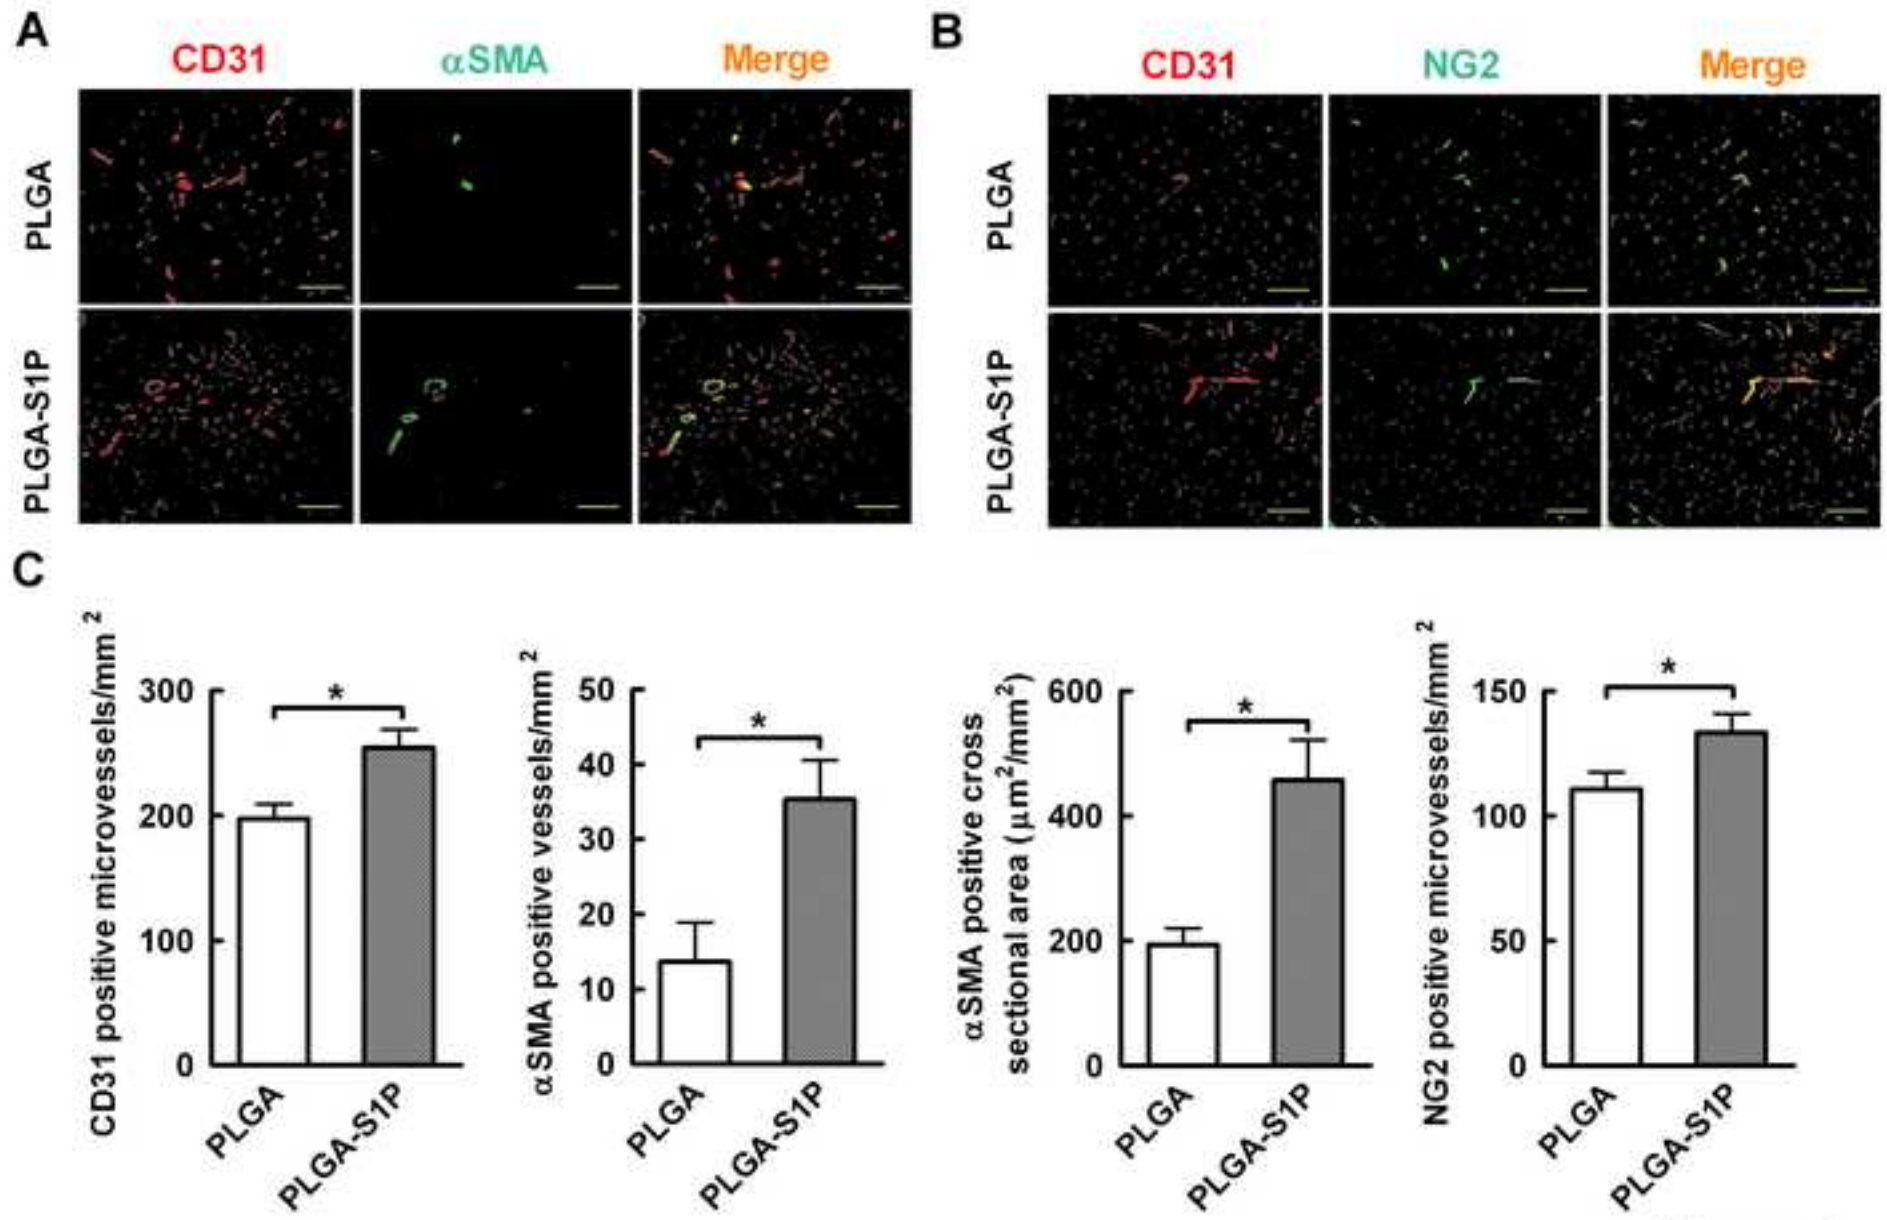 A
CD31 αSMA Merge
PLGA
PLGA-S1P
B
CD31 NG2 Merge
PLGA
PLGA-S1P
C
CD31 positive microvessels/mm²
300
200
100
0
*
PLGA
PLGA-S1P
αSMA positive vessels/mm²
50
40
30
20
10
0
*
PLGA
PLGA-S1P
αSMA positive cross
sectional area (μm²/mm²)
600
400
200
0
*
PLGA
PLGA-S1P
NG2 positive microvessels/mm²
150
100
50
0
*
PLGA
PLGA-S1P